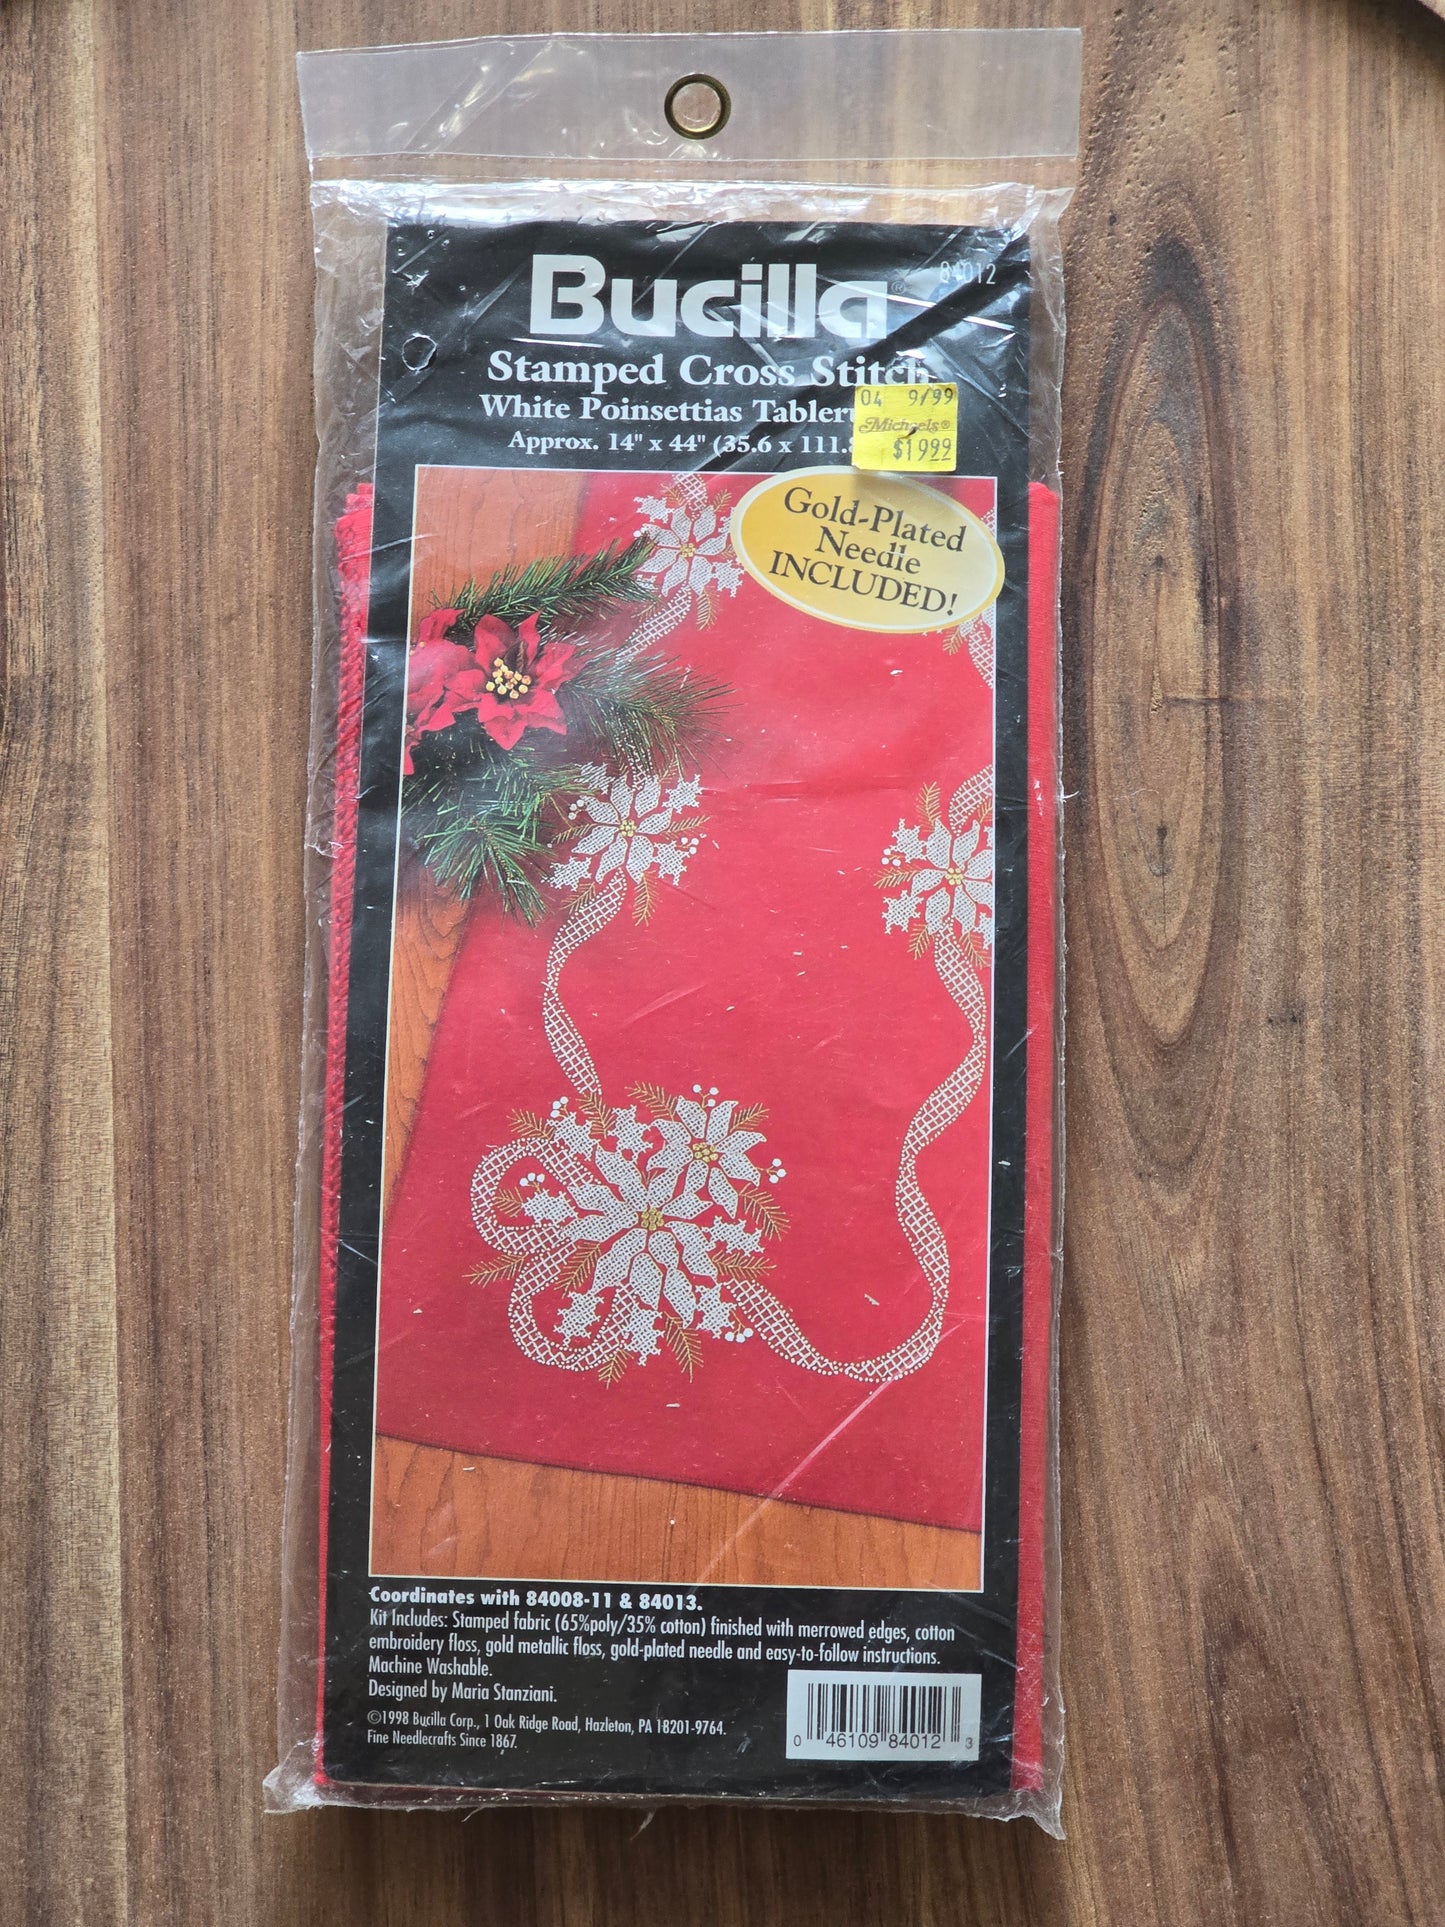 Bucilla®
84012
Stamped Cross Stitch
White Poinsettias
Approx. 14" x 44" (35.6 x 111.8
04 9/99
Michaels®
$19.99
Gold-Plated
Needle
INCLUDED!
Coordinates with 84008-11 & 84013.
Kit Includes: Stamped fabric (65%poly/35% cotton) finished with merrowed edges, cotton
embroidery floss, gold metallic floss, gold-plated needle and easy-to-follow instructions.
Machine Washable.
Designed by Maria Stanziani.
©1998 Bucilla Corp., 1 Oak Ridge Road, Hazleton, PA 18201-9764.
Fine Needlecrafts Since 1867.
0 46109 84012 3